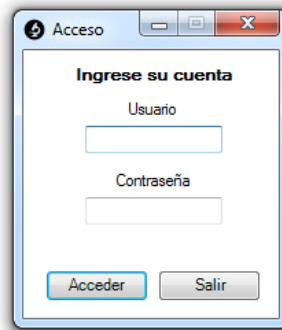 Acceso
Ingrese su cuenta
Usuario
Contraseña
Acceder Salir